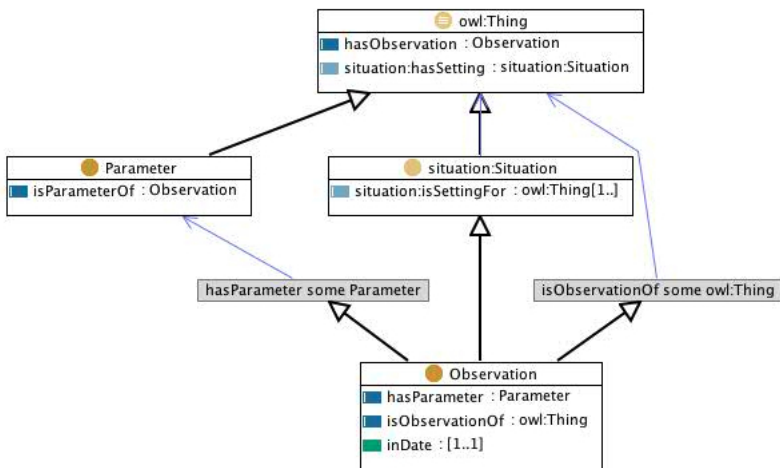 owl:Thing
hasObservation : Observation
situation:hasSetting : situation:Situation
Parameter
isParameterOf : Observation
situation:Situation
situation:isSettingFor : owl:Thing[1..]
hasParameter some Parameter
isObservationOf some owl:Thing
Observation
hasParameter : Parameter
isObservationOf : owl:Thing
inDate : [1..1]